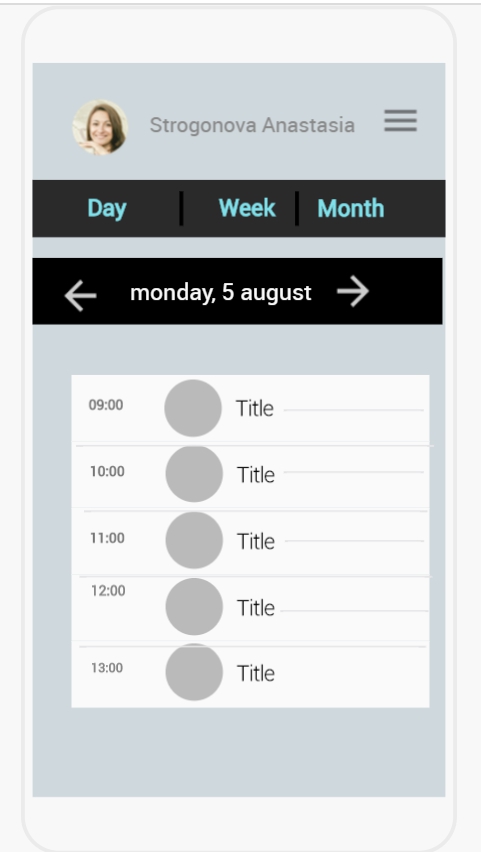 Strogonova Anastasia
Day Week Month
monday, 5 august
09:00 Title
10:00 Title
11:00 Title
12:00 Title
13:00 Title